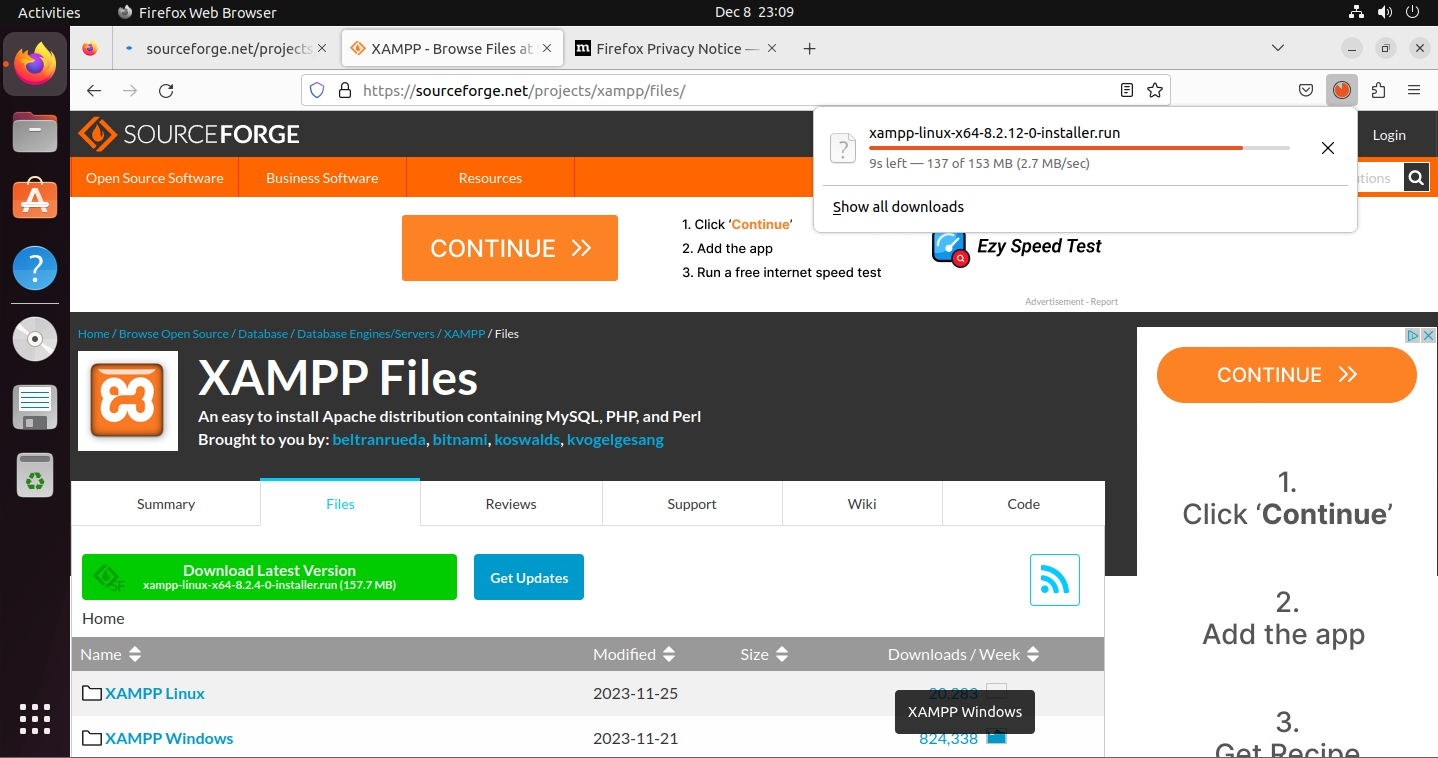 Activities
Firefox Web Browser
Dec 8 23:09
sourceforge.net/projects
XAMPP - Browse Files at
Firefox Privacy Notice —
https://sourceforge.net/projects/xampp/files/
SOURCEFORGE
Login
xampp-linux-x64-8.2.12-0-installer.run
9s left — 137 of 153 MB (2.7 MB/sec)
Show all downloads
Open Source Software
Business Software
Resources
CONTINUE
1. Click ‘Continue’
2. Add the app
3. Run a free internet speed test
Ezy Speed Test
Advertisement - Report
Home / Browse Open Source / Database / Database Engines/Servers / XAMPP / Files
XAMPP Files
An easy to install Apache distribution containing MySQL, PHP, and Perl
Brought to you by: beltranrueda, bitnami, koswalds, kvogelgesang
CONTINUE
1.
Click ‘Continue’
2.
Add the app
3.
Get Recipe
Summary
Files
Reviews
Support
Wiki
Code
Download Latest Version
xampp-linux-x64-8.2.4-0-installer.run (157.7 MB)
Get Updates
Home
Name
Modified
Size
Downloads / Week
XAMPP Linux
2023-11-25
20,283
XAMPP Windows
XAMPP Windows
2023-11-21
824,338